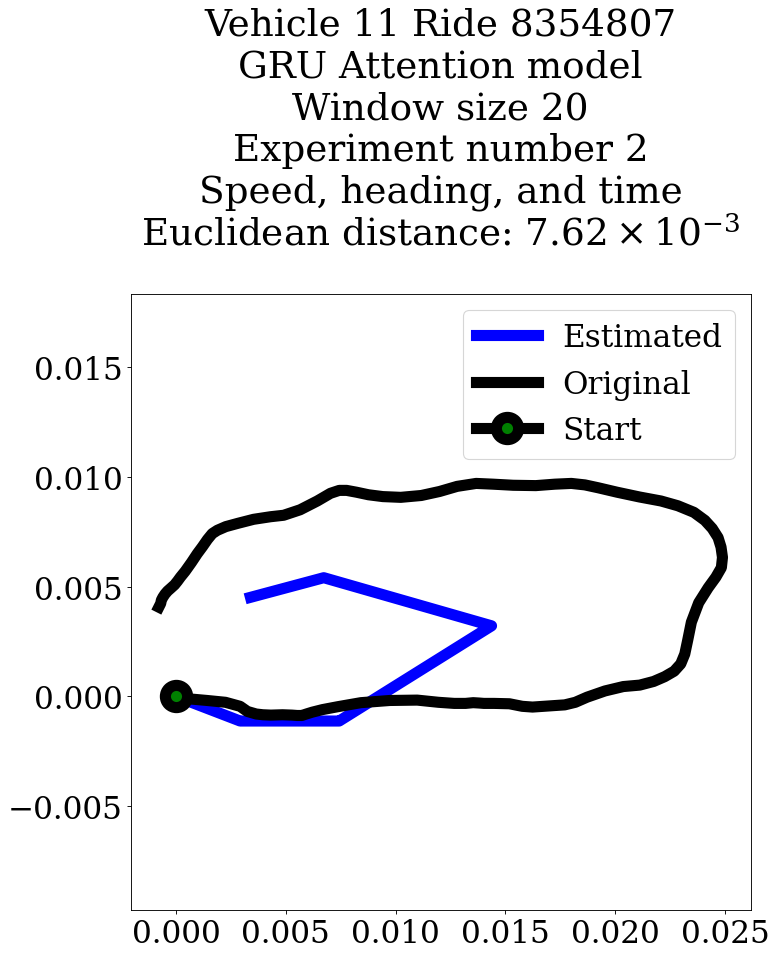 Vehicle 11 Ride 8354807
GRU Attention model
Window size 20
Experiment number 2
Speed, heading, and time
Euclidean distance: 7.62 × 10⁻³
Estimated
Original
Start
0.015
0.010
0.005
0.000
−0.005
0.000 0.005 0.010 0.015 0.020 0.025